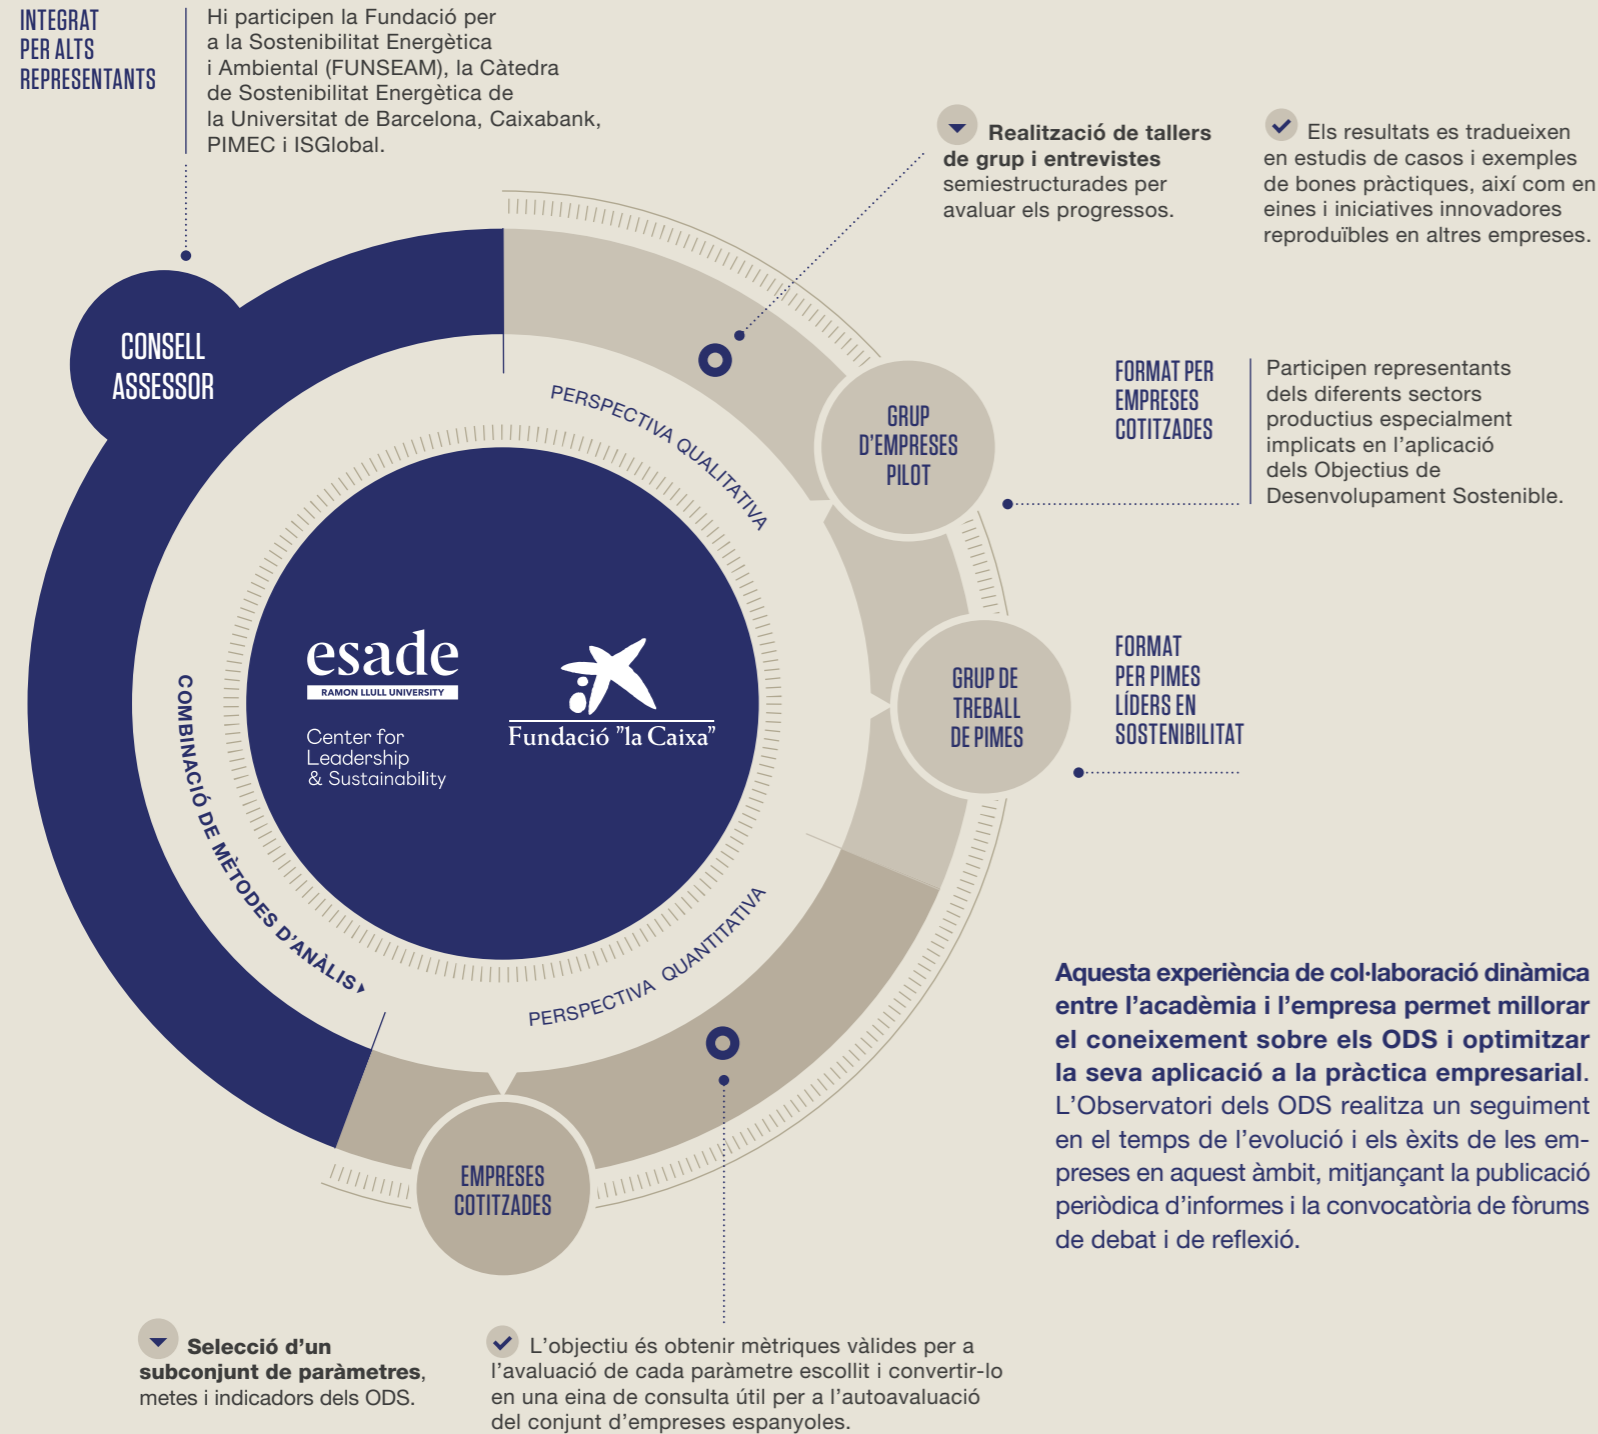 INTEGRAT
PER ALTS
REPRESENTANTS
Hi participen la Fundació per
a la Sostenibilitat Energètica
i Ambiental (FUNSEAM), la Càtedra
de Sostenibilitat Energètica de
la Universitat de Barcelona, Caixabank,
PIMEC i ISGlobal.
Realització de tallers
de grup i entrevistes
semiestructurades per
avaluar els progressos.
Els resultats es tradueixen
en estudis de casos i exemples
de bones pràctiques, així com en
eines i iniciatives innovadores
reproduïbles en altres empreses.
CONSELL
ASSESSOR
PERSPECTIVA QUALITATIVA
GRUP
D'EMPRESES
PILOT
FORMAT PER
EMPRESES
COTITZADES
Participen representants
dels diferents sectors
productius especialment
implicats en l'aplicació
dels Objectius de
Desenvolupament Sostenible.
esade
RAMON LLULL UNIVERSITY
Center for
Leadership
& Sustainability
Fundació "la Caixa"
GRUP DE
TREBALL
DE PIMES
FORMAT
PER PIMES
LÍDERS EN
SOSTENIBILITAT
COMBINACIÓ DE MÈTODES D'ANÀLIS
PERSPECTIVA QUANTITATIVA
EMPRESES
COTITZADES
Aquesta experiència de col·laboració dinàmica
entre l'acadèmia i l'empresa permet millorar
el coneixement sobre els ODS i optimitzar
la seva aplicació a la pràctica empresarial.
L'Observatori dels ODS realitza un seguiment
en el temps de l'evolució i els èxits de les em-
preses en aquest àmbit, mitjançant la publicació
periòdica d'informes i la convocatòria de fòrums
de debat i de reflexió.
Selecció d'un
subconjunt de paràmetres,
metes i indicadors dels ODS.
L'objectiu és obtenir mètriques vàlides per a
l'avaluació de cada paràmetre escollit i convertir-lo
en una eina de consulta útil per a l'autoavaluació
del conjunt d'empreses espanyoles.